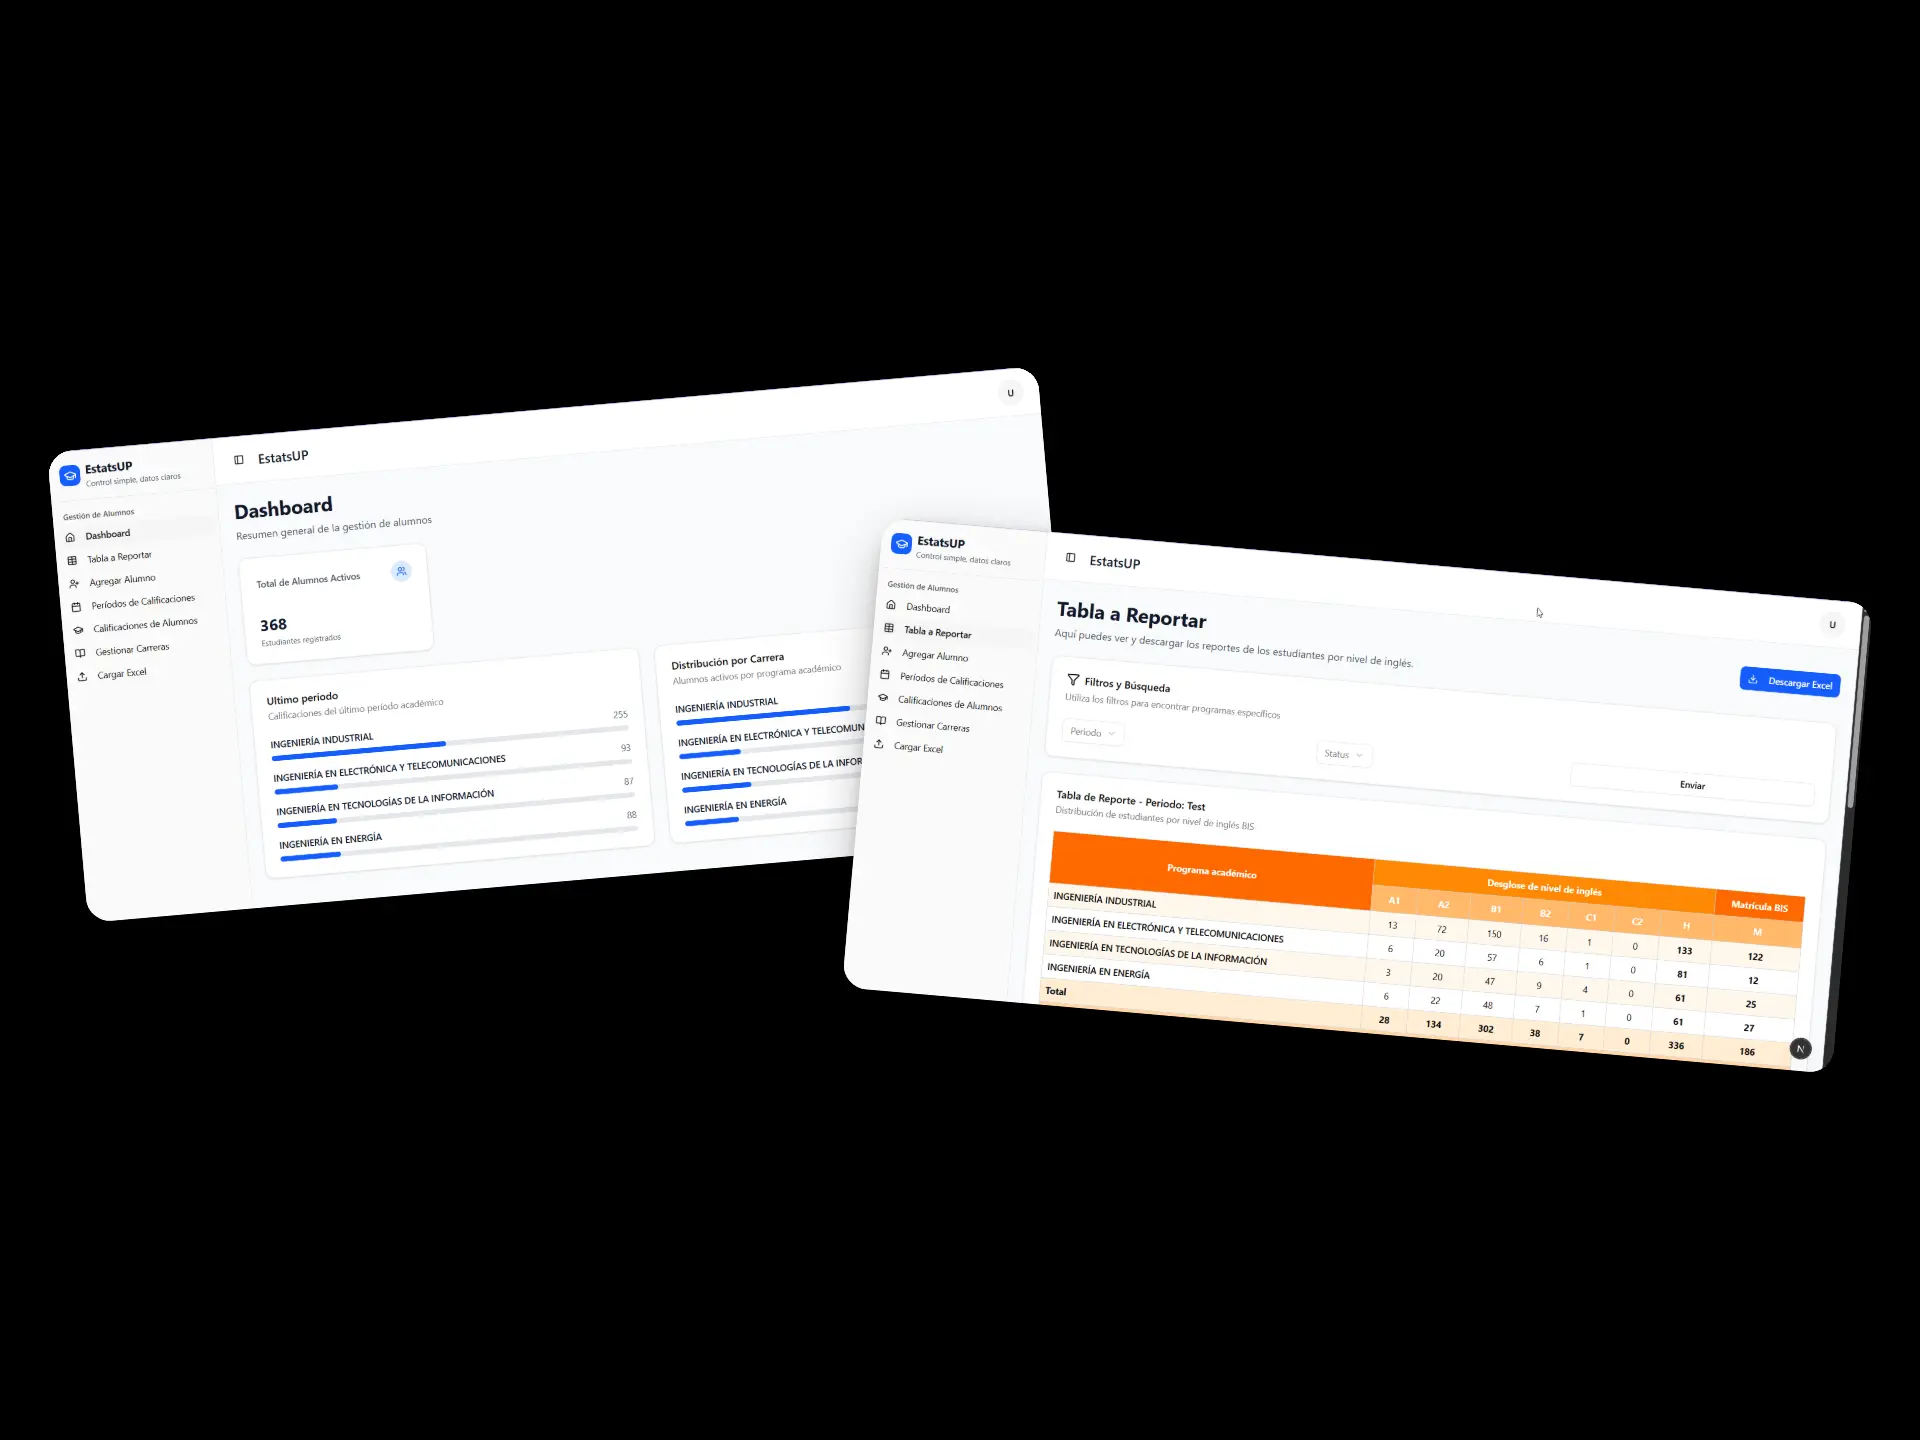 EstatsUP
Control simple, datos claros
Gestión de Alumnos
Dashboard
Tabla a Reportar
Agregar Alumno
Períodos de Calificaciones
Calificaciones de Alumnos
Gestionar Carreras
Cargar Excel
EstatsUP
U
Dashboard
Resumen general de la gestión de alumnos
Total de Alumnos Activos
368
Estudiantes registrados
Ultimo periodo
Calificaciones del último período académico
INGENIERÍA INDUSTRIAL 255
INGENIERÍA EN ELECTRÓNICA Y TELECOMUNICACIONES 93
INGENIERÍA EN TECNOLOGÍAS DE LA INFORMACIÓN 87
INGENIERÍA EN ENERGÍA 88
Distribución por Carrera
Alumnos activos por programa académico
INGENIERÍA INDUSTRIAL
INGENIERÍA EN ELECTRÓNICA Y TELECOMUN
INGENIERÍA EN TECNOLOGÍAS DE LA INFOR
INGENIERÍA EN ENERGÍA
EstatsUP
Control simple, datos claros
Gestión de Alumnos
Dashboard
Tabla a Reportar
Agregar Alumno
Períodos de Calificaciones
Calificaciones de Alumnos
Gestionar Carreras
Cargar Excel
EstatsUP
U
Tabla a Reportar
Aquí puedes ver y descargar los reportes de los estudiantes por nivel de inglés.
Descargar Excel
Filtros y Búsqueda
Utiliza los filtros para encontrar programas específicos
Periodo
Status
Enviar
Tabla de Reporte - Periodo: Test
Distribución de estudiantes por nivel de inglés BIS
Programa académico Desglose de nivel de inglés Matrícula BIS
A1 A2 B1 B2 C1 C2 H M
INGENIERÍA INDUSTRIAL 13 72 150 16 1 0 133 122
INGENIERÍA EN ELECTRÓNICA Y TELECOMUNICACIONES 6 20 57 6 1 0 81 12
INGENIERÍA EN TECNOLOGÍAS DE LA INFORMACIÓN 3 20 47 9 4 0 61 25
INGENIERÍA EN ENERGÍA 6 22 48 7 1 0 61 27
Total 28 134 302 38 7 0 336 186
N